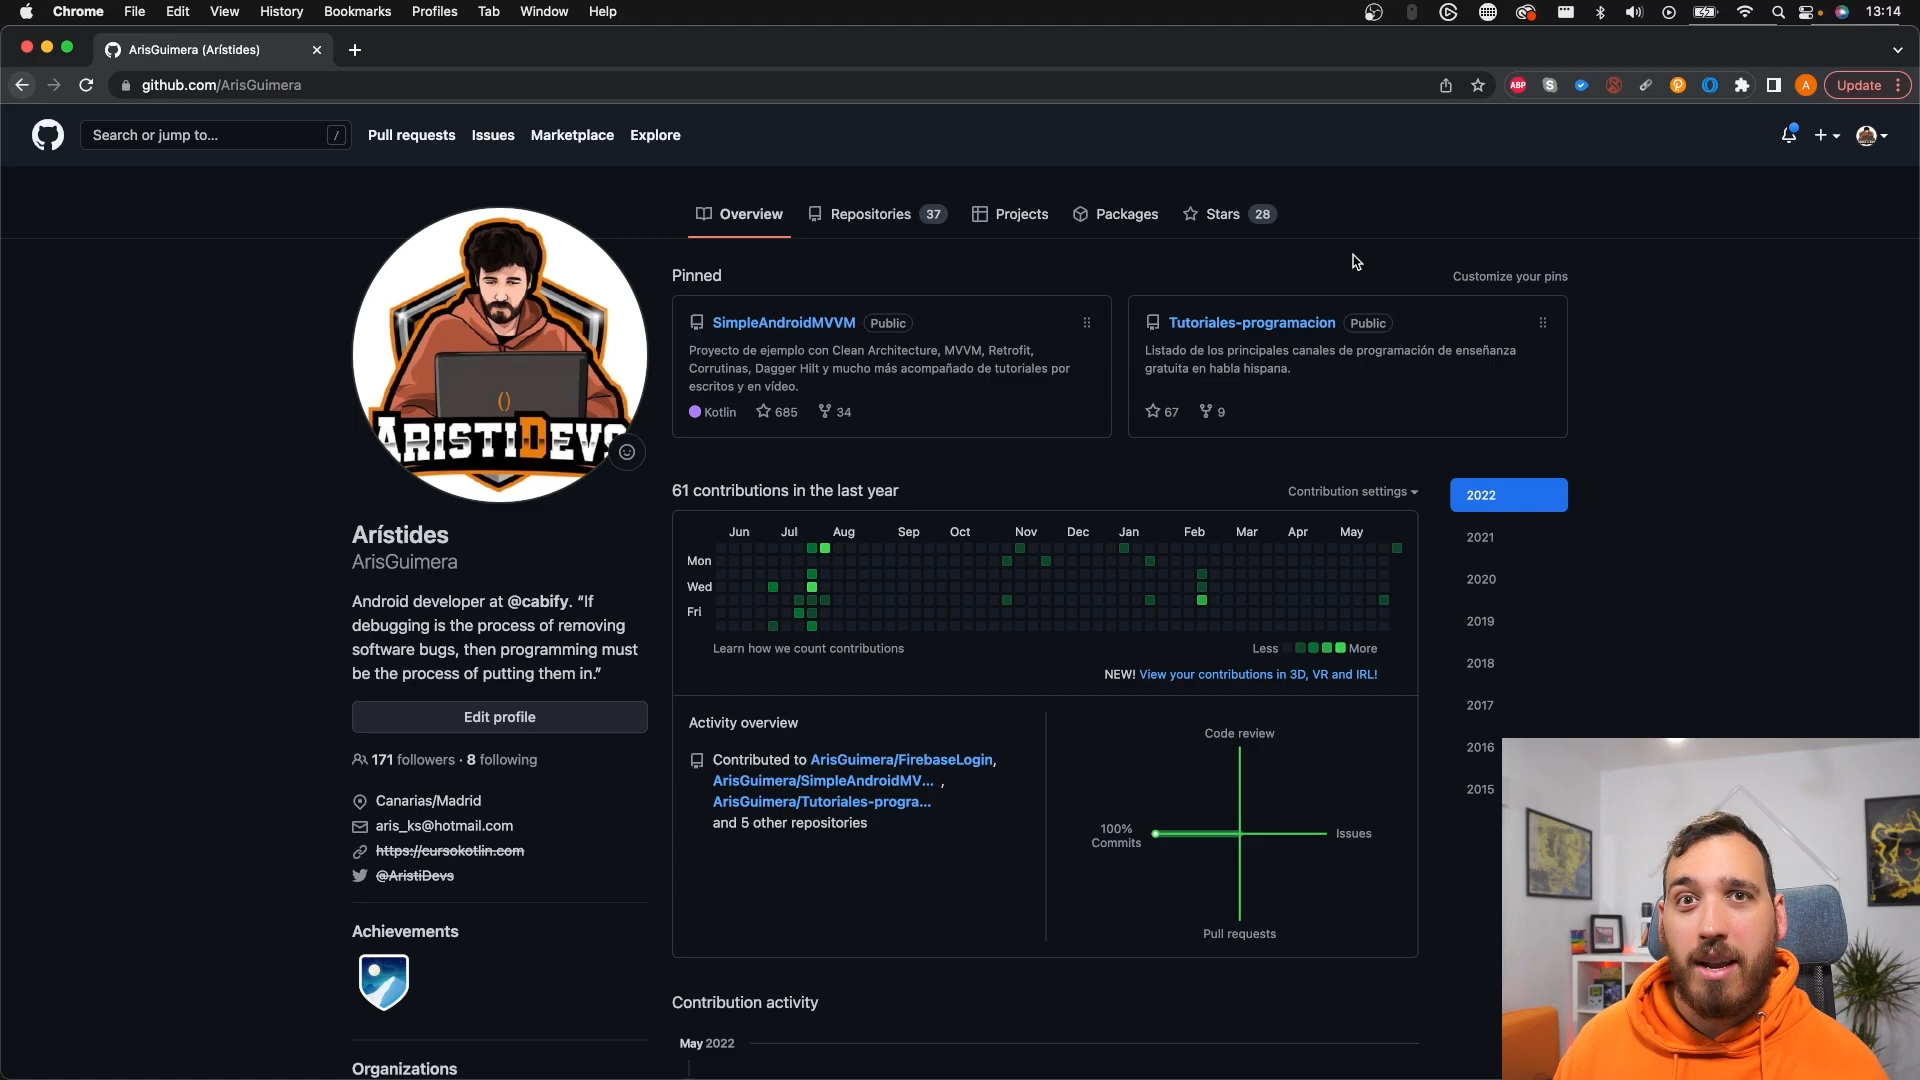 Chrome File Edit View History Bookmarks Profiles Tab Window Help 13:14
ArisGuimera (Arístides)
github.com/ArisGuimera ABP A Update
Search or jump to... / Pull requests Issues Marketplace Explore
Overview Repositories 37 Projects Packages Stars 28
Pinned Customize your pins
SimpleAndroidMVVM Public
Proyecto de ejemplo con Clean Architecture, MVVM, Retrofit,
Corrutinas, Dagger Hilt y mucho más acompañado de tutoriales por
escritos y en vídeo.
Kotlin 685 34
Tutoriales-programacion Public
Listado de los principales canales de programación de enseñanza
gratuita en habla hispana.
67 9
ARISTIDEVS
Arístides
ArisGuimera
Android developer at @cabify. “If
debugging is the process of removing
software bugs, then programming must
be the process of putting them in.”
Edit profile
171 followers · 8 following
Canarias/Madrid
aris_ks@hotmail.com
https://cursokotlin.com
@AristiDevs
Achievements
Organizations
61 contributions in the last year Contribution settings
Jun Jul Aug Sep Oct Nov Dec Jan Feb Mar Apr May
Mon
Wed
Fri
Learn how we count contributions Less More
NEW! View your contributions in 3D, VR and IRL!
Activity overview
Contributed to ArisGuimera/FirebaseLogin,
ArisGuimera/SimpleAndroidMV... ,
ArisGuimera/Tutoriales-progra...
and 5 other repositories
Code review
100%
Commits
Issues
Pull requests
Contribution activity
May 2022
2022
2021
2020
2019
2018
2017
2016
2015